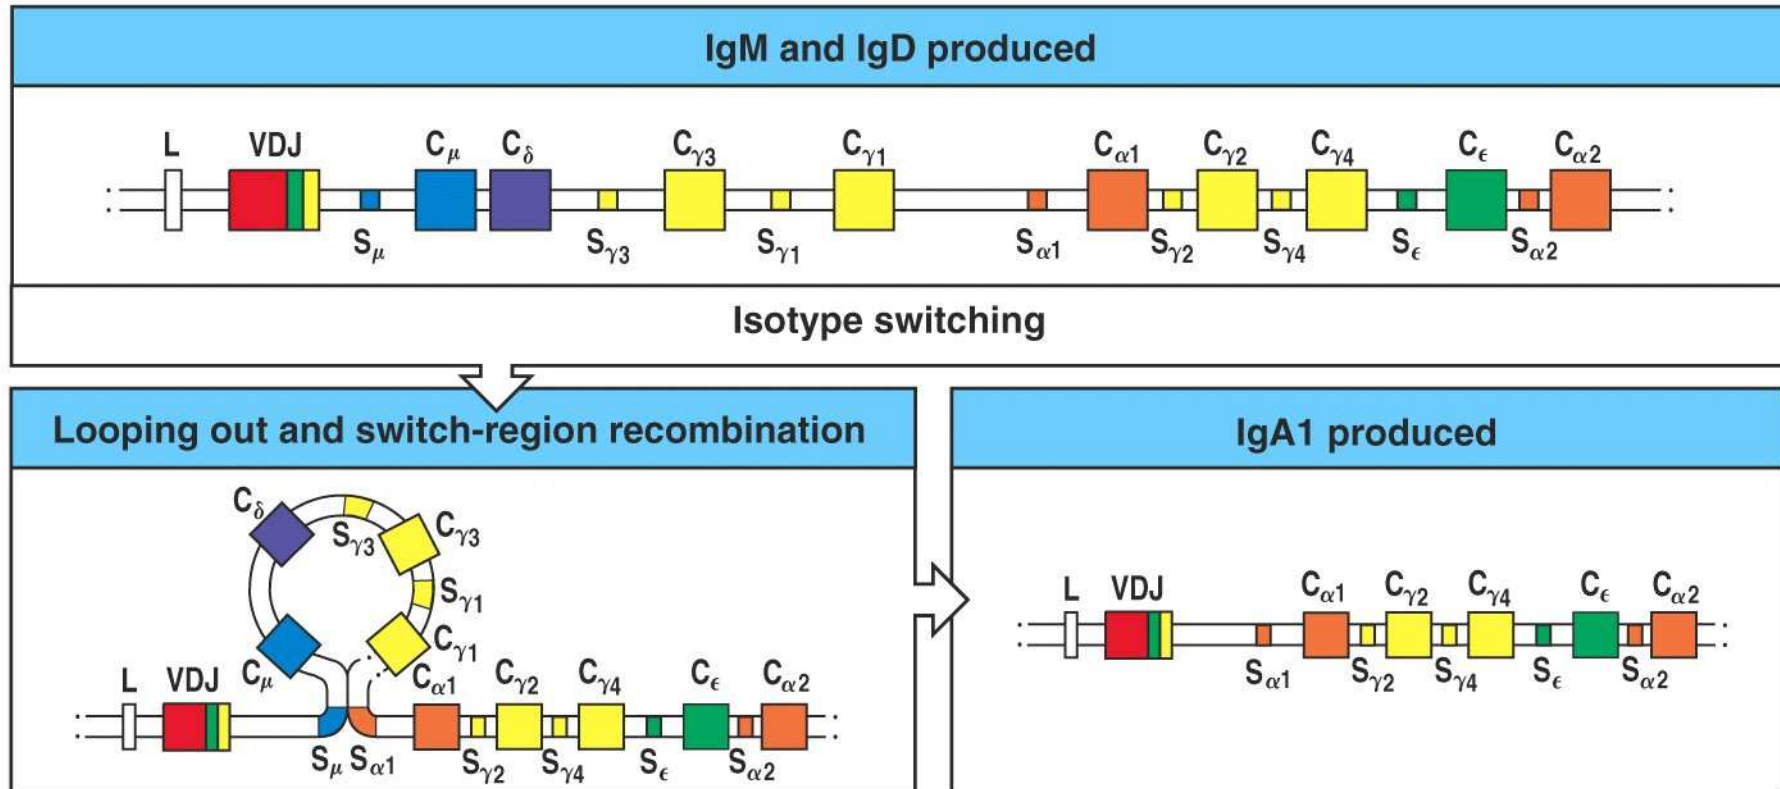 IgM and IgD produced
L VDJ Cμ Cδ Cγ3 Cγ1 Cα1 Cγ2 Cγ4 Cϵ Cα2
Sμ Sγ3 Sγ1 Sα1 Sγ2 Sγ4 Sϵ Sα2
Isotype switching
Looping out and switch-region recombination
Cδ Sγ3 Cγ3
Sγ1
Cμ Cγ1
L VDJ Cα1 Cγ2 Cγ4 Cϵ Cα2
Sμ Sα1 Sγ2 Sγ4 Sϵ Sα2
IgA1 produced
L VDJ Cα1 Cγ2 Cγ4 Cϵ Cα2
Sα1 Sγ2 Sγ4 Sϵ Sα2